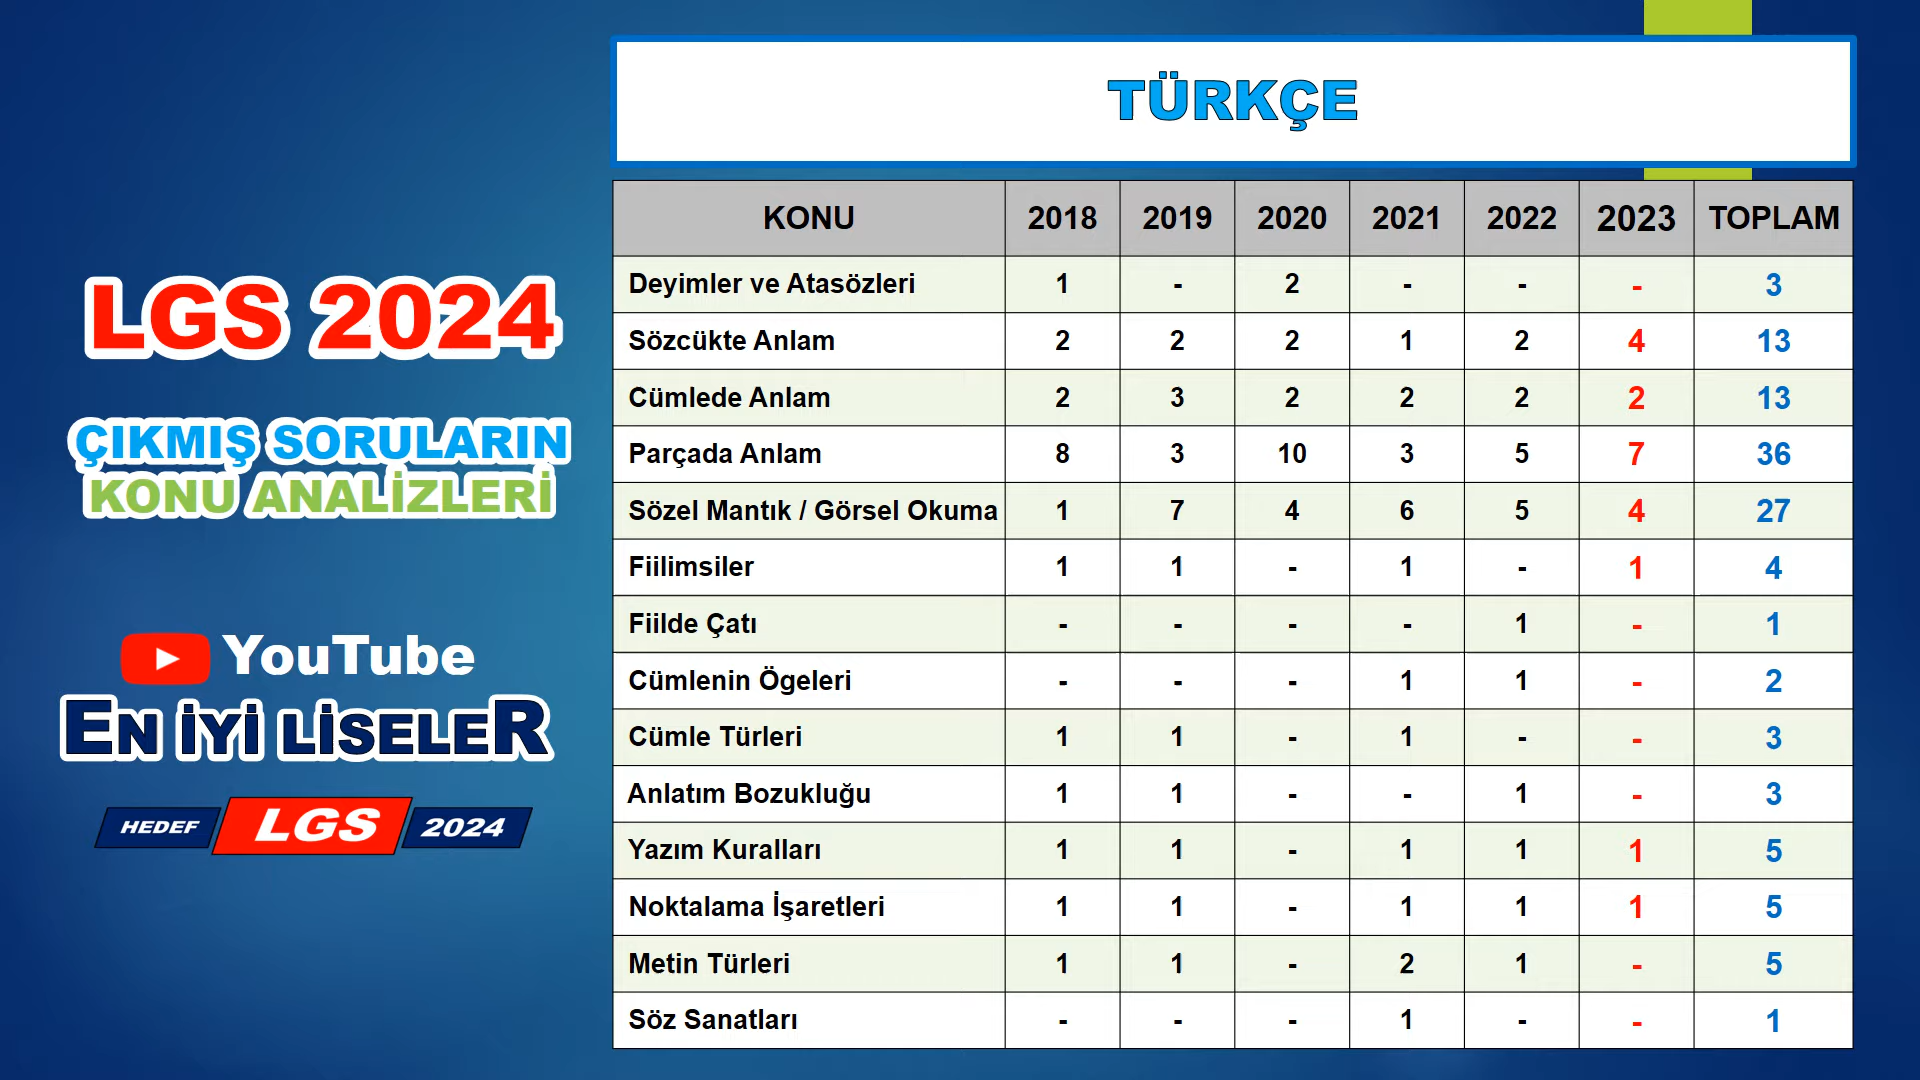 LGS 2024
ÇIKMIŞ SORULARIN
KONU ANALİZLERİ
YouTube
EN İYİ LİSELER
HEDEF LGS 2024
TÜRKÇE
KONU 2018 2019 2020 2021 2022 2023 TOPLAM
Deyimler ve Atasözleri 1 - 2 - - - 3
Sözcükte Anlam 2 2 2 1 2 4 13
Cümlede Anlam 2 3 2 2 2 2 13
Parçada Anlam 8 3 10 3 5 7 36
Sözel Mantık / Görsel Okuma 1 7 4 6 5 4 27
Fiilimsiler 1 1 - 1 - 1 4
Fiilde Çatı - - - - 1 - 1
Cümlenin Ögeleri - - - 1 1 - 2
Cümle Türleri 1 1 - 1 - - 3
Anlatım Bozukluğu 1 1 - - 1 - 3
Yazım Kuralları 1 1 - 1 1 1 5
Noktalama İşaretleri 1 1 - 1 1 1 5
Metin Türleri 1 1 - 2 1 - 5
Söz Sanatları - - - 1 - - 1